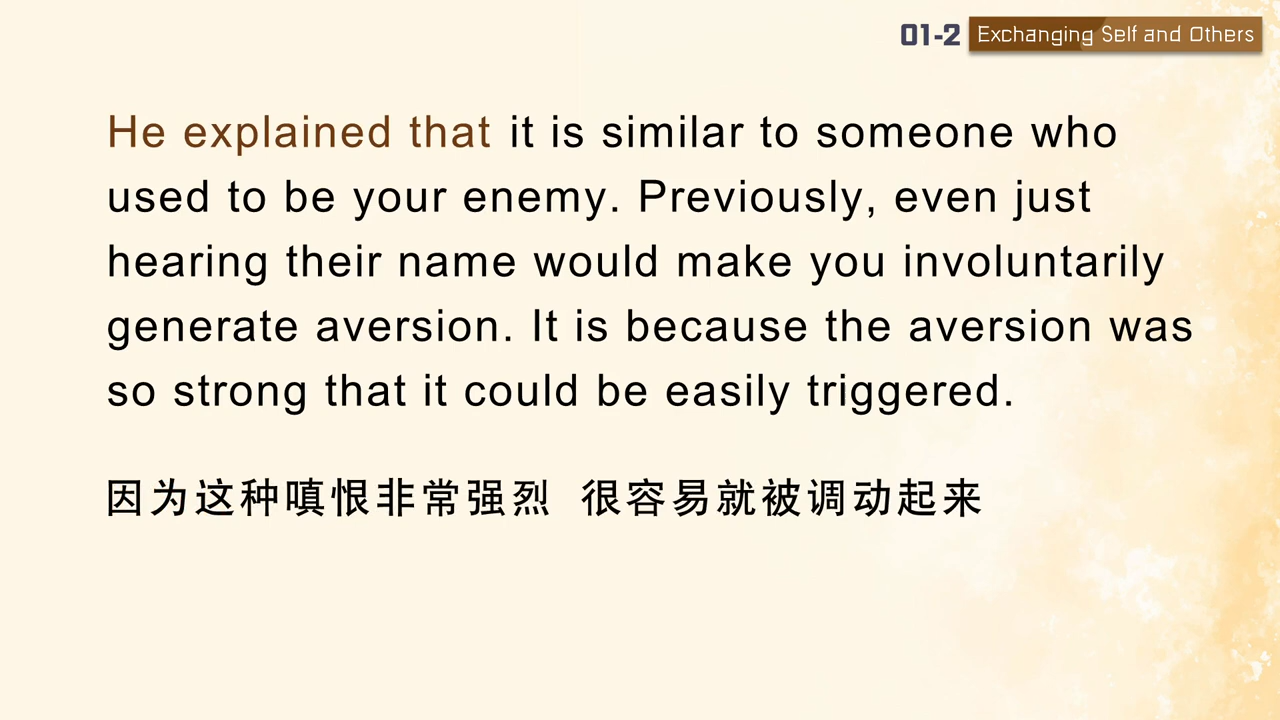 01-2 Exchanging Self and Others
He explained that it is similar to someone who
used to be your enemy. Previously, even just
hearing their name would make you involuntarily
generate aversion. It is because the aversion was
so strong that it could be easily triggered.
因为这种嗔恨非常强烈 很容易就被调动起来